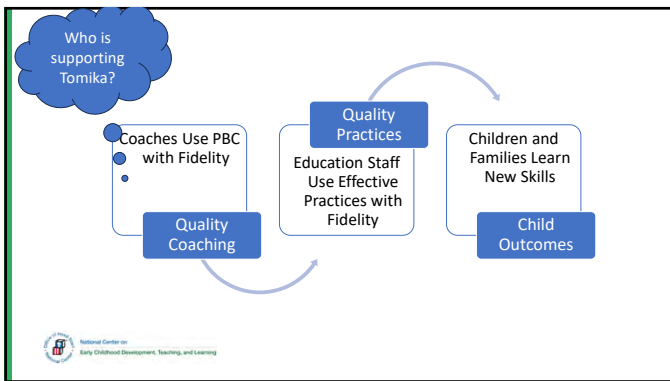 Who is
supporting
Tomika?
Coaches Use PBC
with Fidelity
Quality
Coaching
Quality
Practices
Education Staff
Use Effective
Practices with
Fidelity
Children and
Families Learn
New Skills
Child
Outcomes
National Center on
Early Childhood Development, Teaching, and Learning